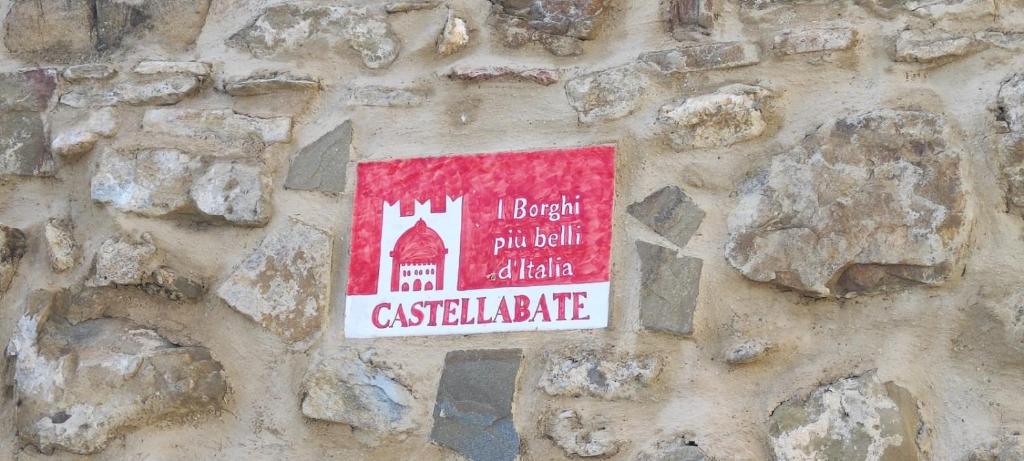 I Borghi
più belli
d'Italia
CASTELLABATE